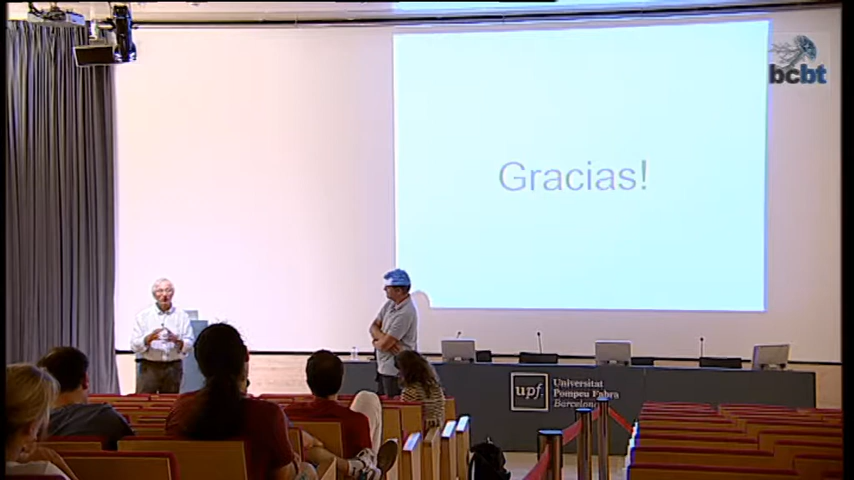 bcbt
Gracias!
upf.
Universitat
Pompeu Fabra
Barcelona